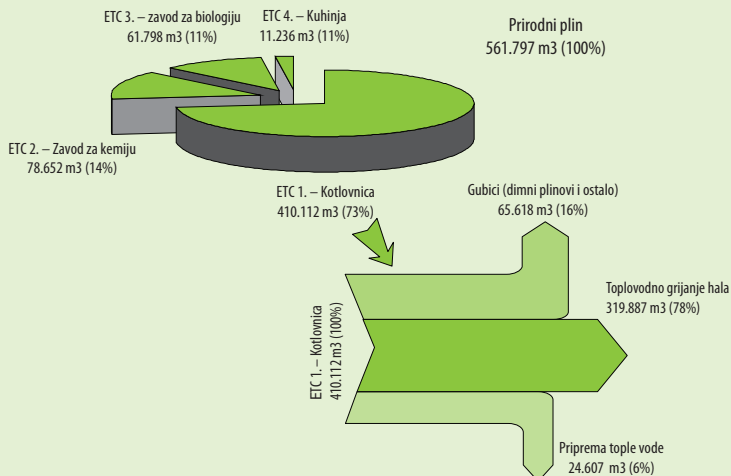 ETC 3. – zavod za biologiju
61.798 m3 (11%)
ETC 4. – Kuhinja
11.236 m3 (11%)
Prirodni plin
561.797 m3 (100%)
ETC 2. – Zavod za kemiju
78.652 m3 (14%)
ETC 1. – Kotlovnica
410.112 m3 (73%)
Gubici (dimni plinovi i ostalo)
65.618 m3 (16%)
Toplovodno grijanje hala
319.887 m3 (78%)
ETC 1. – Kotlovnica
410.112 m3 (100%)
Priprema tople vode
24.607 m3 (6%)